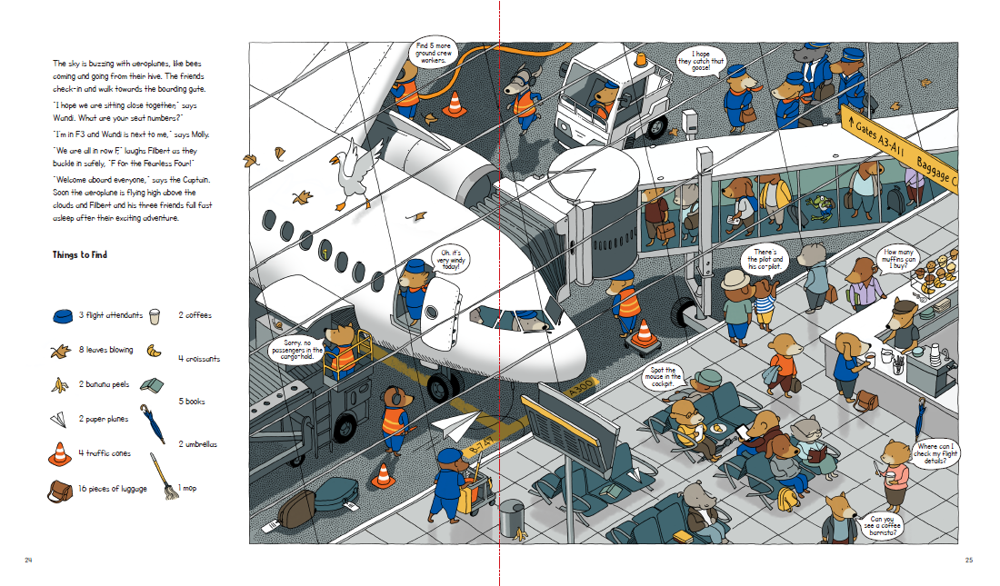 The sky is buzzing with aeroplanes, like bees
coming and going from their hive. The friends
check-in and walk towards the boarding gate.
"I hope we are sitting close together," says
Wandi. What are your seat numbers?"
"I'm in F3 and Wandi is next to me," says Molly.
"We are all in row F," laughs Filbert as they
buckle in safely, "F for the Fearless Four!"
"Welcome aboard everyone," says the Captain.
Soon the aeroplane is flying high above the
clouds and Filbert and his three friends fall fast
asleep after their exciting adventure.
Things to Find
3 flight attendants
2 coffees
8 leaves blowing
4 croissants
2 banana peels
5 books
2 paper planes
2 umbrellas
4 traffic cones
16 pieces of luggage
1 mop
24
Find 5 more
ground crew
workers.
I hope
they catch that
goose!
↑ Gates A3-A11
Baggage C
Oh, it's
very windy
today!
There's
the pilot and
his co-pilot.
How many
muffins can
I buy?
Sorry, no
passengers in the
cargo-hold.
Spot the
mouse in the
cockpit.
A300
B-747
Where can I
check my flight
details?
Can you
see a coffee
barrista?
25